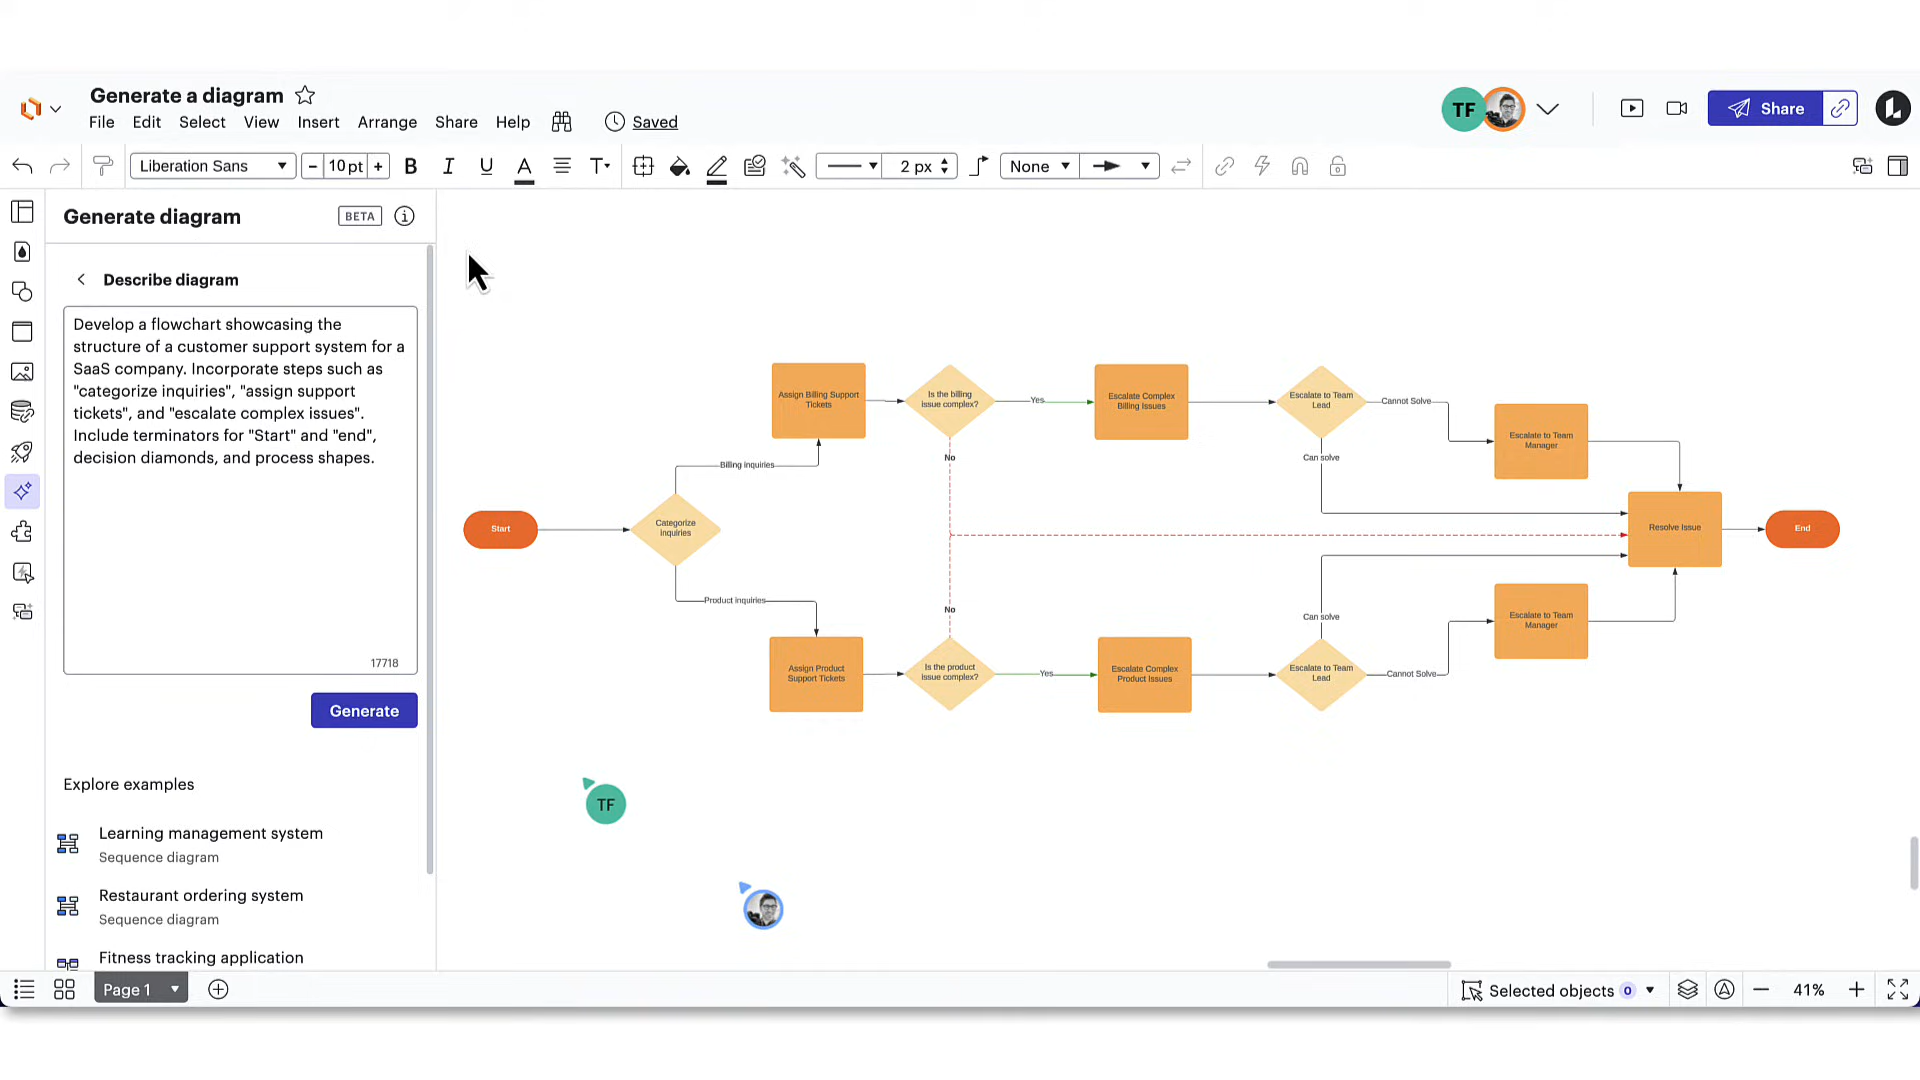 Generate a diagram
File Edit Select View Insert Arrange Share Help Saved
TF
Share
Liberation Sans - 10 pt + B I U A T 2 px None
Generate diagram BETA
Describe diagram
Develop a flowchart showcasing the
structure of a customer support system for a
SaaS company. Incorporate steps such as
"categorize inquiries", "assign support
tickets", and "escalate complex issues".
Include terminators for "Start" and "end",
decision diamonds, and process shapes.
17718
Generate
Explore examples
Learning management system
Sequence diagram
Restaurant ordering system
Sequence diagram
Fitness tracking application
Start
Categorize
inquiries
Billing inquiries
Product inquiries
Assign Billing Support
Tickets
Is the billing
issue complex?
Yes
No
Escalate Complex
Billing Issues
Escalate to Team
Lead
Cannot Solve
Can solve
Escalate to Team
Manager
Resolve Issue
End
Assign Product
Support Tickets
Is the product
issue complex?
Yes
No
Escalate Complex
Product Issues
Escalate to Team
Lead
Cannot Solve
Can solve
Escalate to Team
Manager
TF
Page 1
Selected objects 0
41%